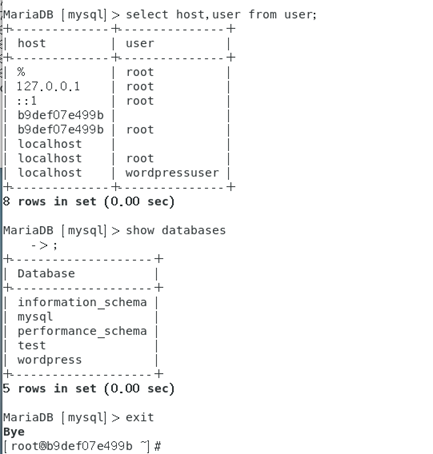 MariaDB [mysql]> select host,user from user;
+--------------+---------------+
| host         | user          |
+--------------+---------------+
| %            | root          |
| 127.0.0.1    | root          |
| ::1          | root          |
| b9def07e499b |               |
| b9def07e499b | root          |
| localhost    |               |
| localhost    | root          |
| localhost    | wordpressuser |
+--------------+---------------+
8 rows in set (0.00 sec)
MariaDB [mysql]> show databases
    -> ;
+--------------------+
| Database           |
+--------------------+
| information_schema |
| mysql              |
| performance_schema |
| test               |
| wordpress          |
+--------------------+
5 rows in set (0.00 sec)
MariaDB [mysql]> exit
Bye
[root@b9def07e499b ~]#